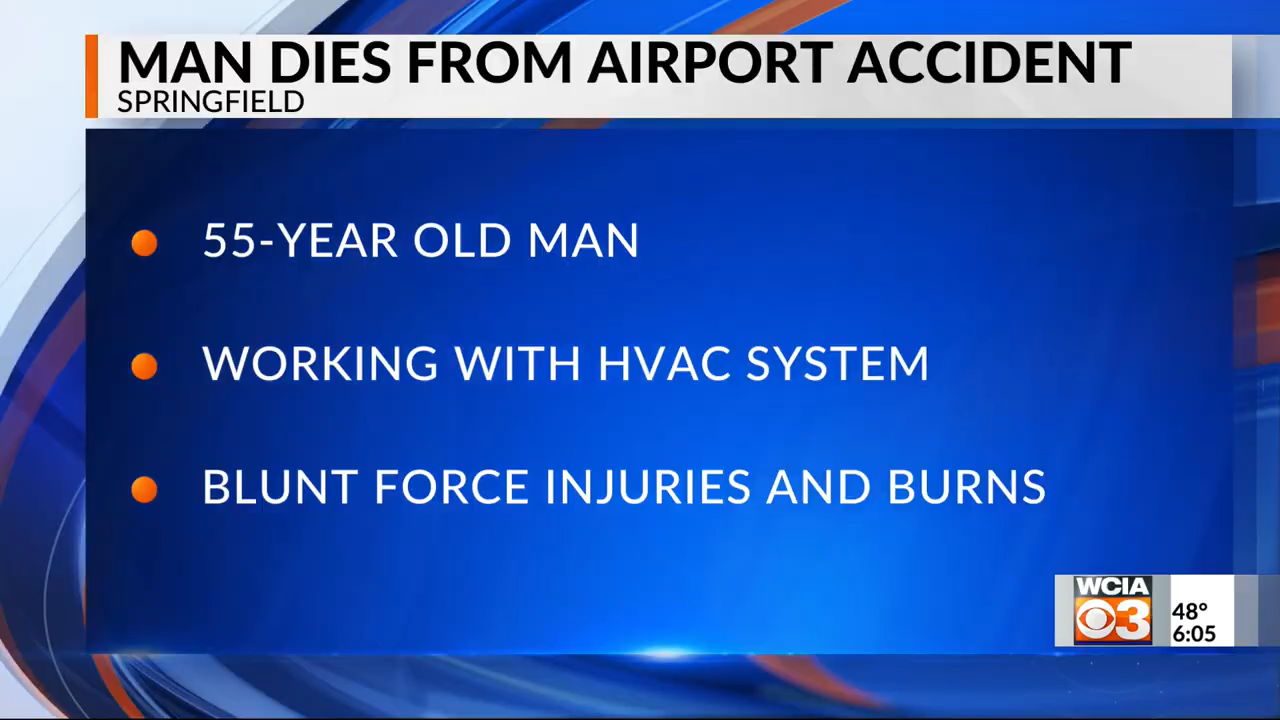 MAN DIES FROM AIRPORT ACCIDENT
SPRINGFIELD
55-YEAR OLD MAN
WORKING WITH HVAC SYSTEM
BLUNT FORCE INJURIES AND BURNS
WCIA
3
48°
6:05